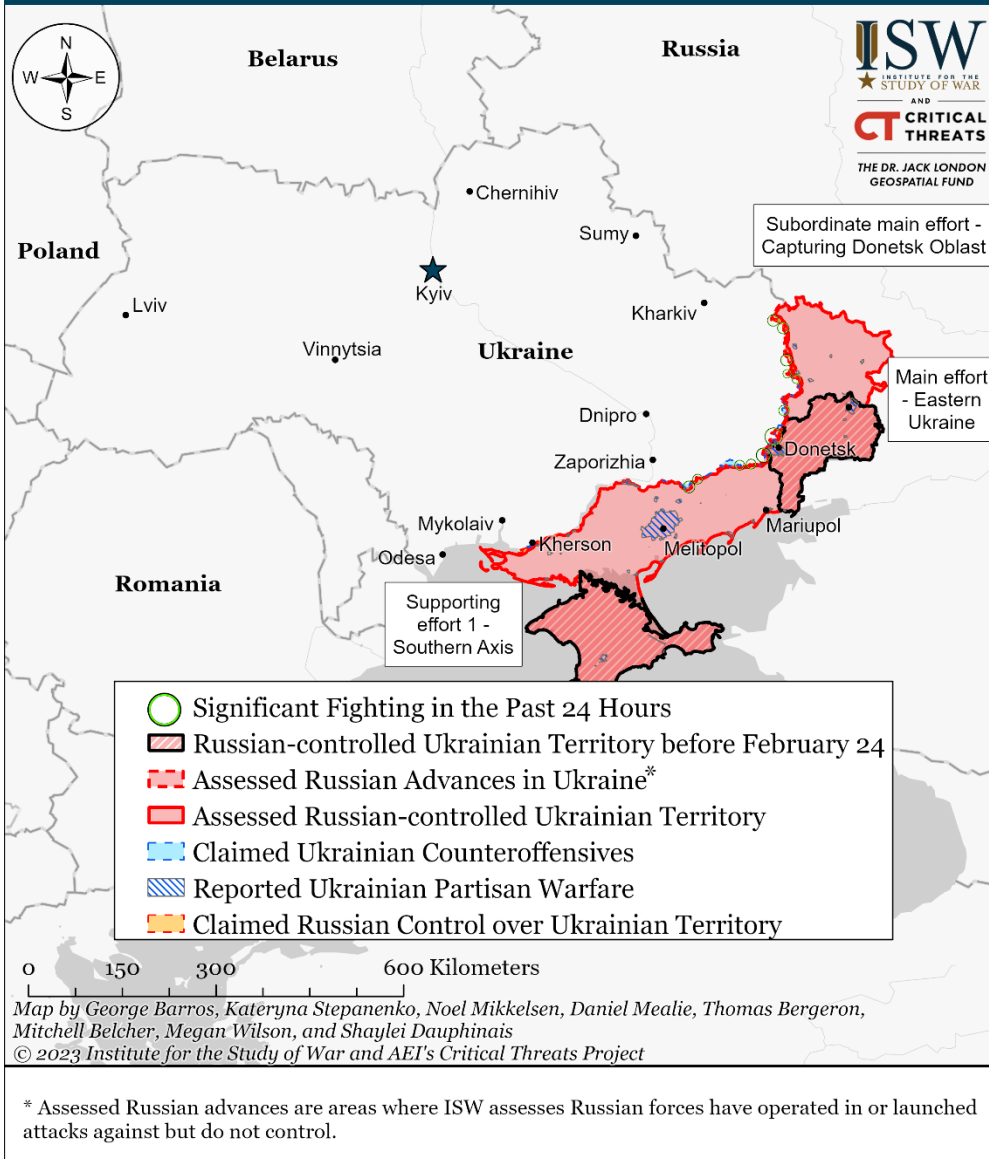 N
W E
S
Belarus
Russia
ISW
INSTITUTE FOR THE
STUDY OF WAR
AND
CT CRITICAL
THREATS
THE DR. JACK LONDON
GEOSPATIAL FUND
Chernihiv
Sumy
Subordinate main effort -
Capturing Donetsk Oblast
Poland
Kyiv
Lviv
Kharkiv
Vinnytsia
Ukraine
Main effort
- Eastern
Ukraine
Dnipro
Donetsk
Zaporizhia
Mariupol
Mykolaiv
Kherson
Melitopol
Odesa
Romania
Supporting
effort 1 -
Southern Axis
Significant Fighting in the Past 24 Hours
Russian-controlled Ukrainian Territory before February 24
Assessed Russian Advances in Ukraine*
Assessed Russian-controlled Ukrainian Territory
Claimed Ukrainian Counteroffensives
Reported Ukrainian Partisan Warfare
Claimed Russian Control over Ukrainian Territory
0 150 300 600 Kilometers
Map by George Barros, Kateryna Stepanenko, Noel Mikkelsen, Daniel Mealie, Thomas Bergeron,
Mitchell Belcher, Megan Wilson, and Shaylei Dauphinais
© 2023 Institute for the Study of War and AEI's Critical Threats Project
* Assessed Russian advances are areas where ISW assesses Russian forces have operated in or launched
attacks against but do not control.